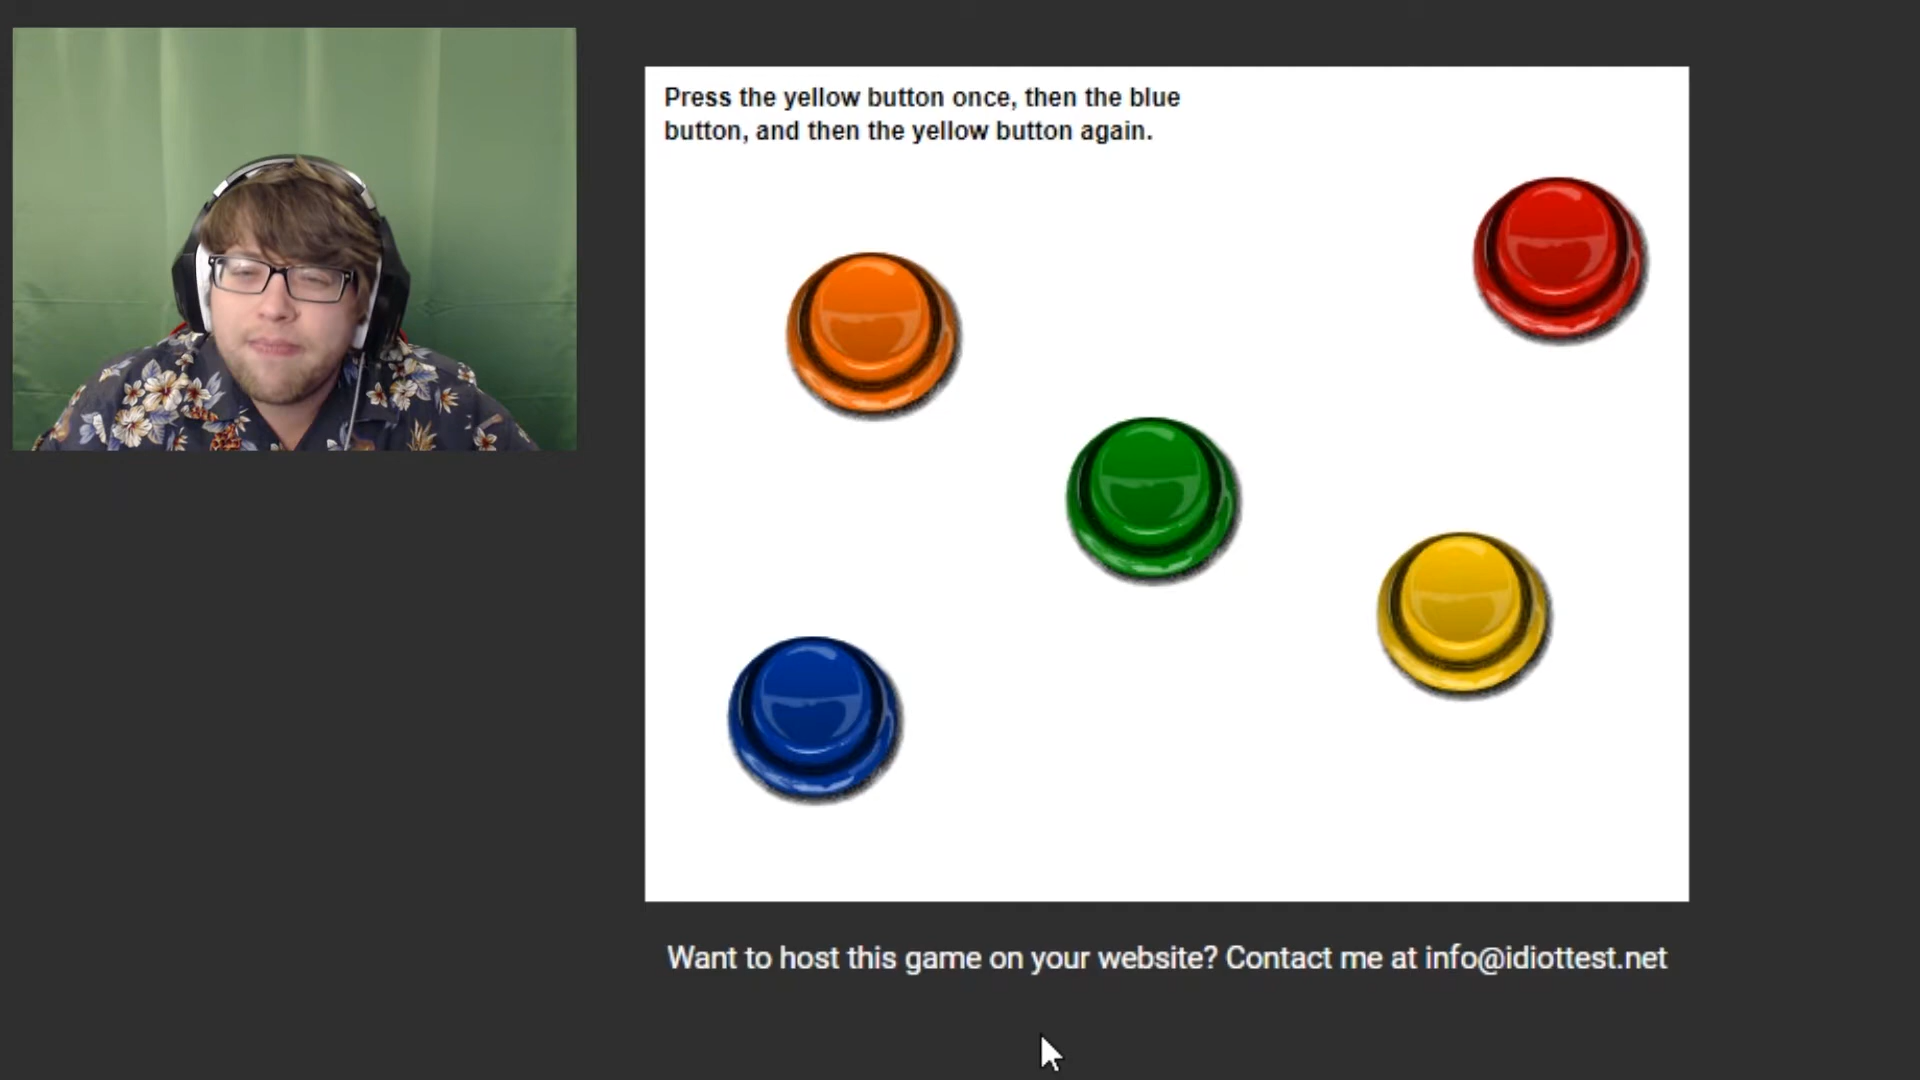 Press the yellow button once, then the blue
button, and then the yellow button again.
Want to host this game on your website? Contact me at info@idiottest.net